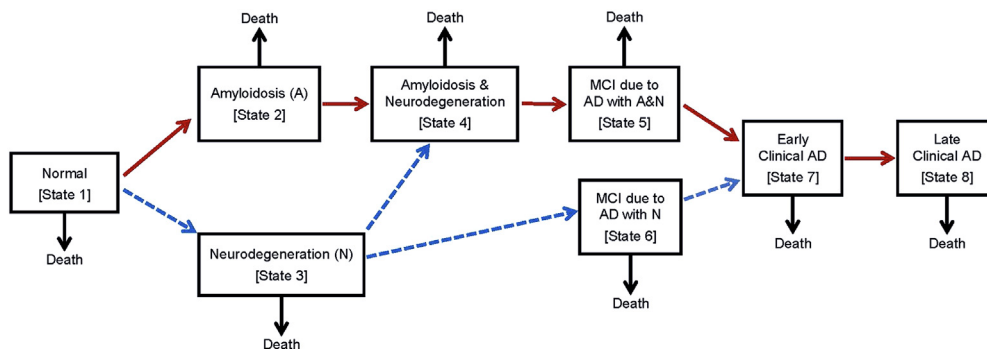 Death
Death
Death
Amyloidosis (A)
[State 2]
Amyloidosis &
Neurodegeneration
[State 4]
MCI due to
AD with A&N
[State 5]
Normal
[State 1]
Early
Clinical AD
[State 7]
Late
Clinical AD
[State 8]
MCI due to
AD with N
[State 6]
Neurodegeneration (N)
[State 3]
Death
Death
Death
Death
Death